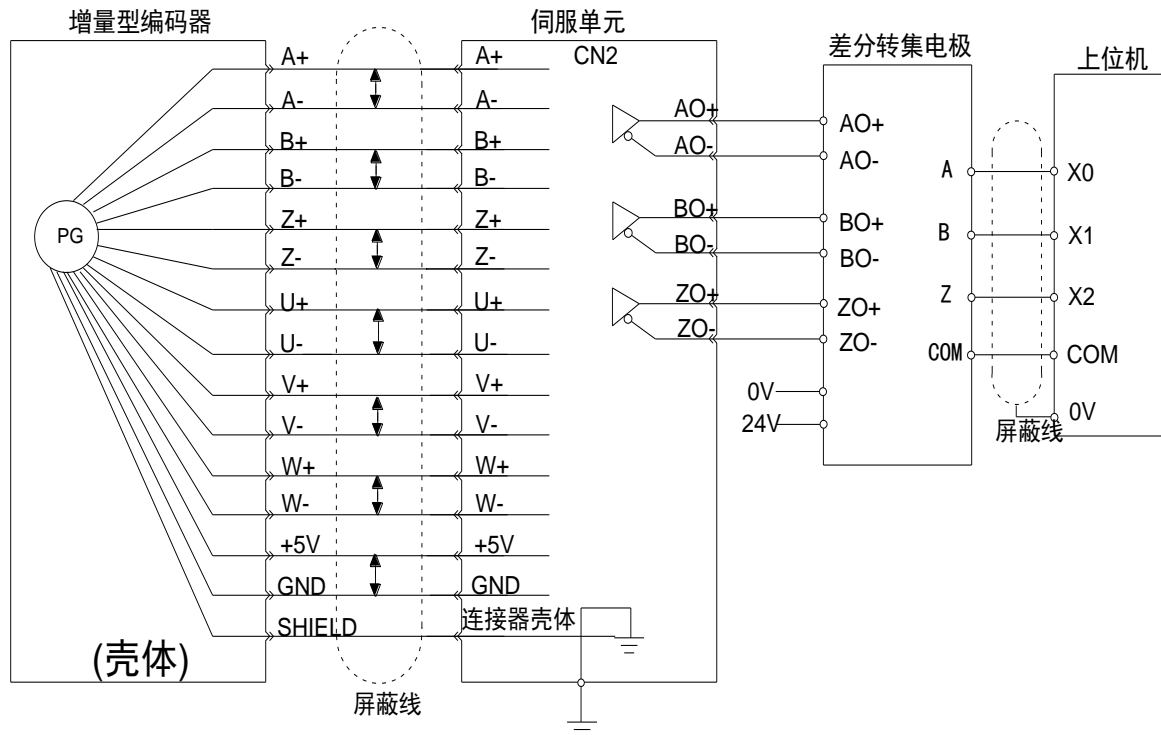 增量型编码器
伺服单元
CN2
差分转集电极
上位机
PG
A+
A-
B+
B-
Z+
Z-
U+
U-
V+
V-
W+
W-
+5V
GND
SHIELD
(壳体)
屏蔽线
A+
A-
B+
B-
Z+
Z-
U+
U-
V+
V-
W+
W-
+5V
GND
连接器壳体
AO+
AO-
BO+
BO-
ZO+
ZO-
AO+
AO-
BO+
BO-
ZO+
ZO-
0V
24V
A
B
Z
COM
X0
X1
X2
COM
0V
屏蔽线